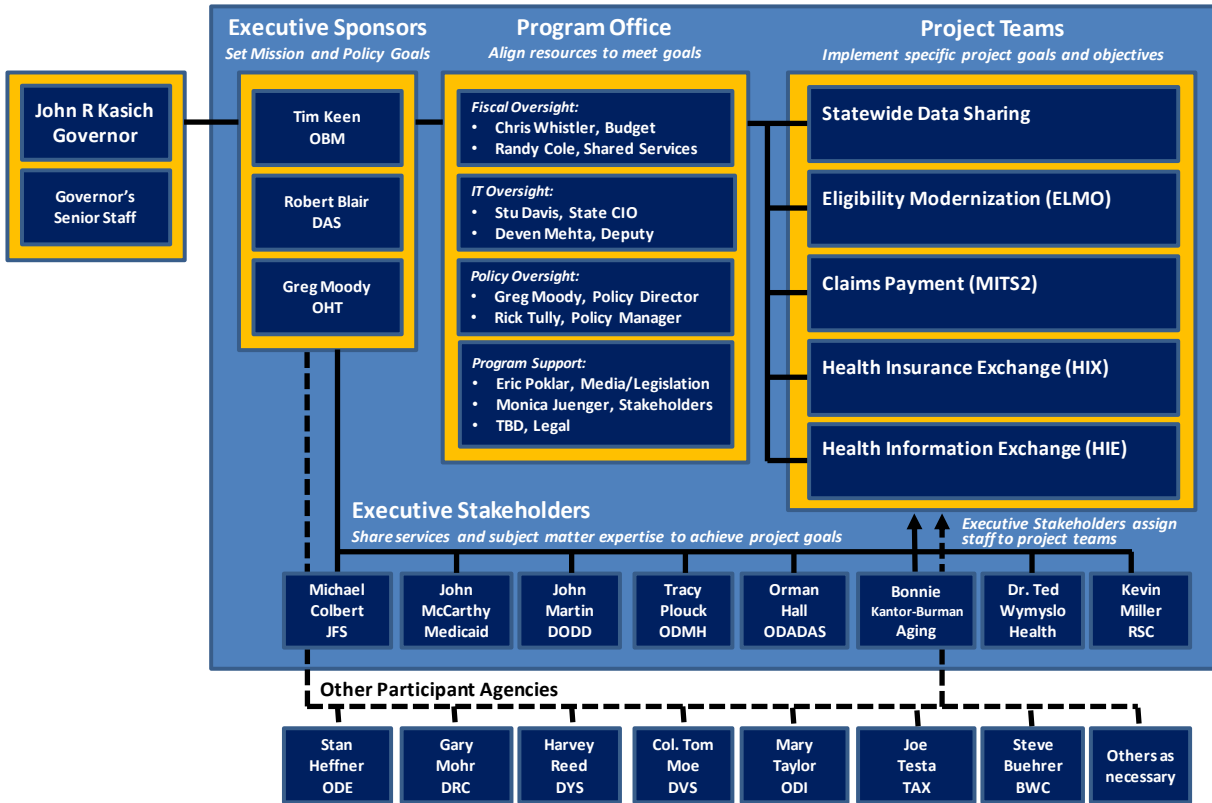 Executive Sponsors
Set Mission and Policy Goals
Program Office
Align resources to meet goals
Project Teams
Implement specific project goals and objectives
John R Kasich
Governor
Governor's
Senior Staff
Tim Keen
OBM
Robert Blair
DAS
Greg Moody
OHT
Fiscal Oversight:
• Chris Whistler, Budget
• Randy Cole, Shared Services
IT Oversight:
• Stu Davis, State CIO
• Deven Mehta, Deputy
Policy Oversight:
• Greg Moody, Policy Director
• Rick Tully, Policy Manager
Program Support:
• Eric Poklar, Media/Legislation
• Monica Juenger, Stakeholders
• TBD, Legal
Statewide Data Sharing
Eligibility Modernization (ELMO)
Claims Payment (MITS2)
Health Insurance Exchange (HIX)
Health Information Exchange (HIE)
Executive Stakeholders
Share services and subject matter expertise to achieve project goals
Executive Stakeholders assign
staff to project teams
Michael
Colbert
JFS
John
McCarthy
Medicaid
John
Martin
DODD
Tracy
Plouck
ODMH
Orman
Hall
ODADAS
Bonnie
Kantor-Burman
Aging
Dr. Ted
Wymyslo
Health
Kevin
Miller
RSC
Other Participant Agencies
Stan
Heffner
ODE
Gary
Mohr
DRC
Harvey
Reed
DYS
Col. Tom
Moe
DVS
Mary
Taylor
ODI
Joe
Testa
TAX
Steve
Buehrer
BWC
Others as
necessary